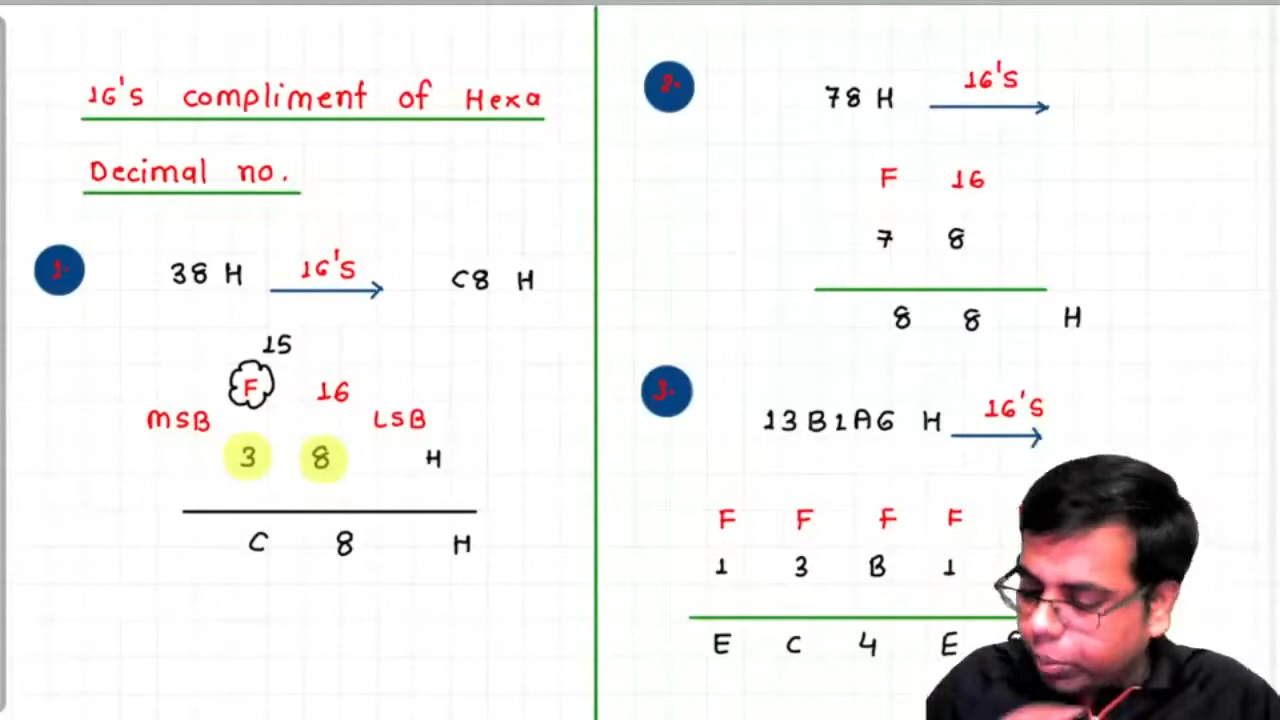 16's compliment of Hexa
Decimal no.
1.
38 H 16's C8 H
15
F 16
MSB LSB
3 8 H
C 8 H
2.
78 H 16's
F 16
7 8
8 8 H
3.
13B1A6 H 16's
F F F F
1 3 B 1
E C 4 E